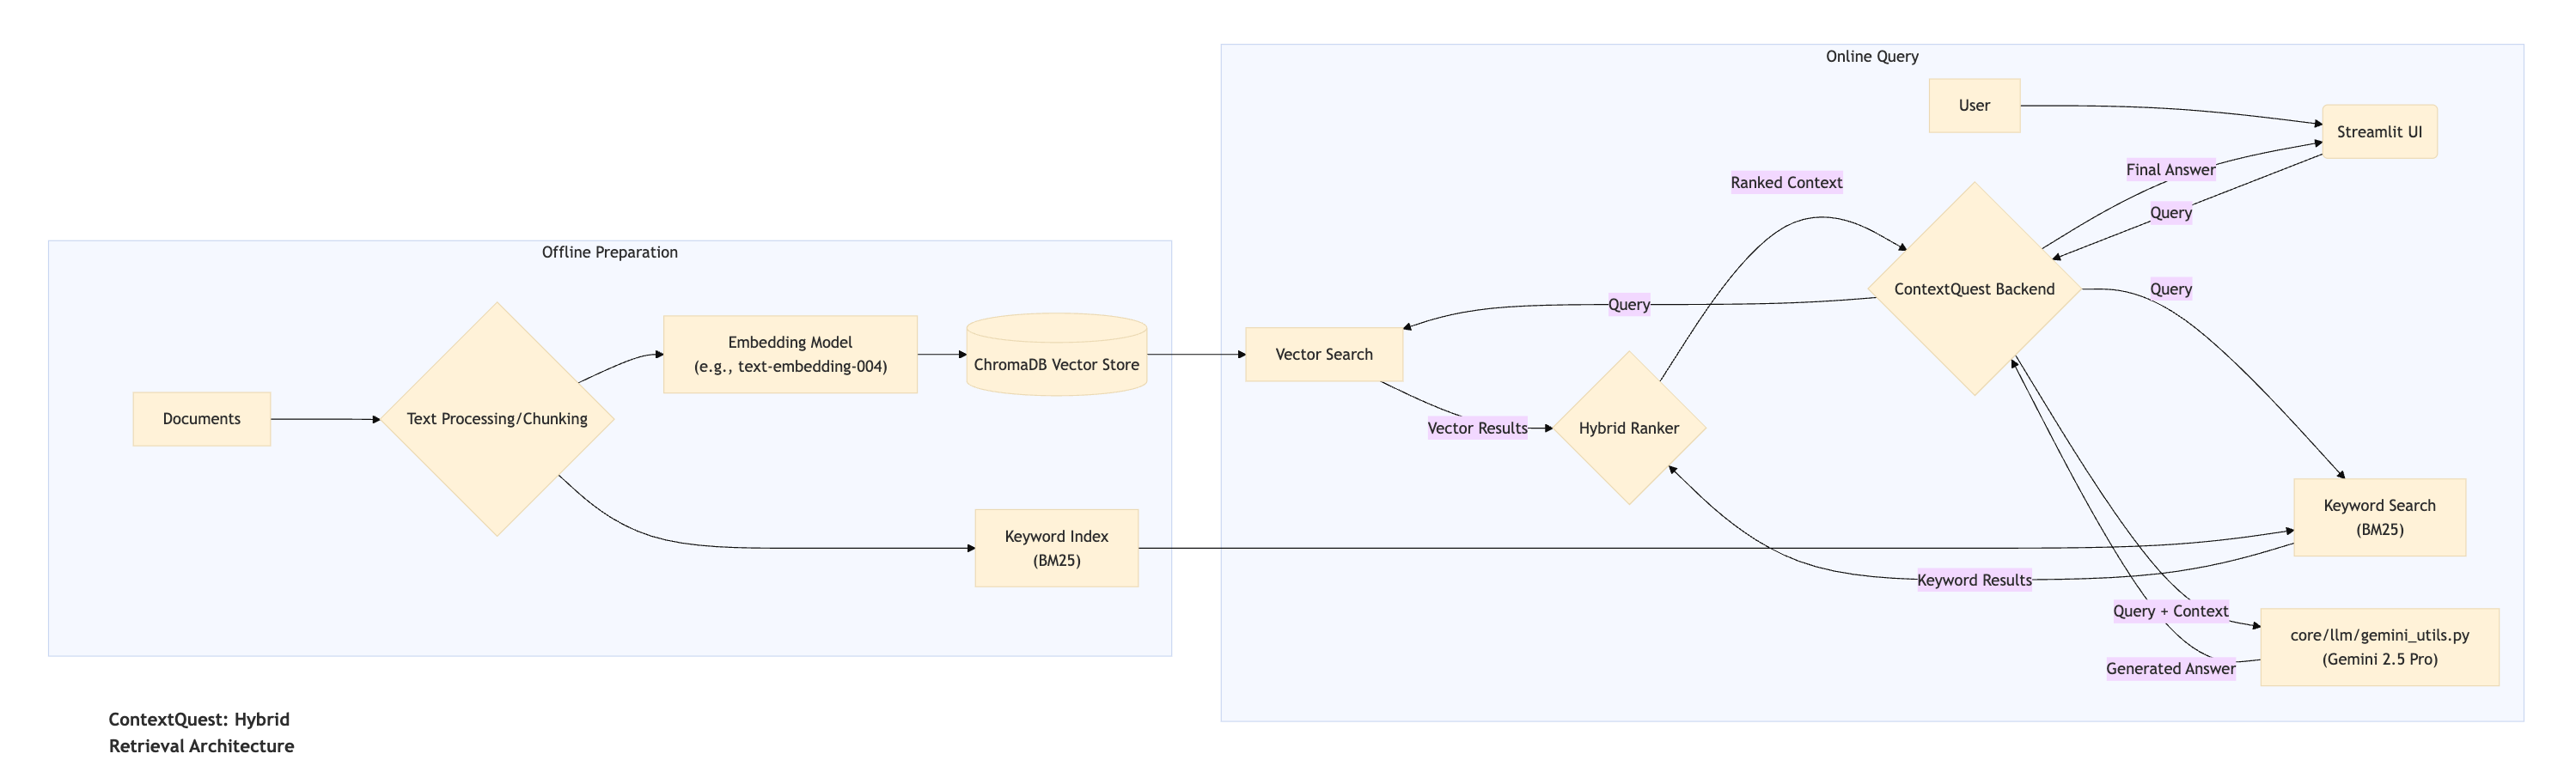 Online Query
User
Streamlit UI
Final Answer
Ranked Context
Query
Offline Preparation
ContextQuest Backend
Query
Query
Embedding Model
(e.g., text-embedding-004)
ChromaDB Vector Store
Vector Search
Documents
Text Processing/Chunking
Vector Results
Hybrid Ranker
Keyword Search
(BM25)
Keyword Index
(BM25)
Keyword Results
Query + Context
core/llm/gemini_utils.py
(Gemini 2.5 Pro)
Generated Answer
ContextQuest: Hybrid
Retrieval Architecture